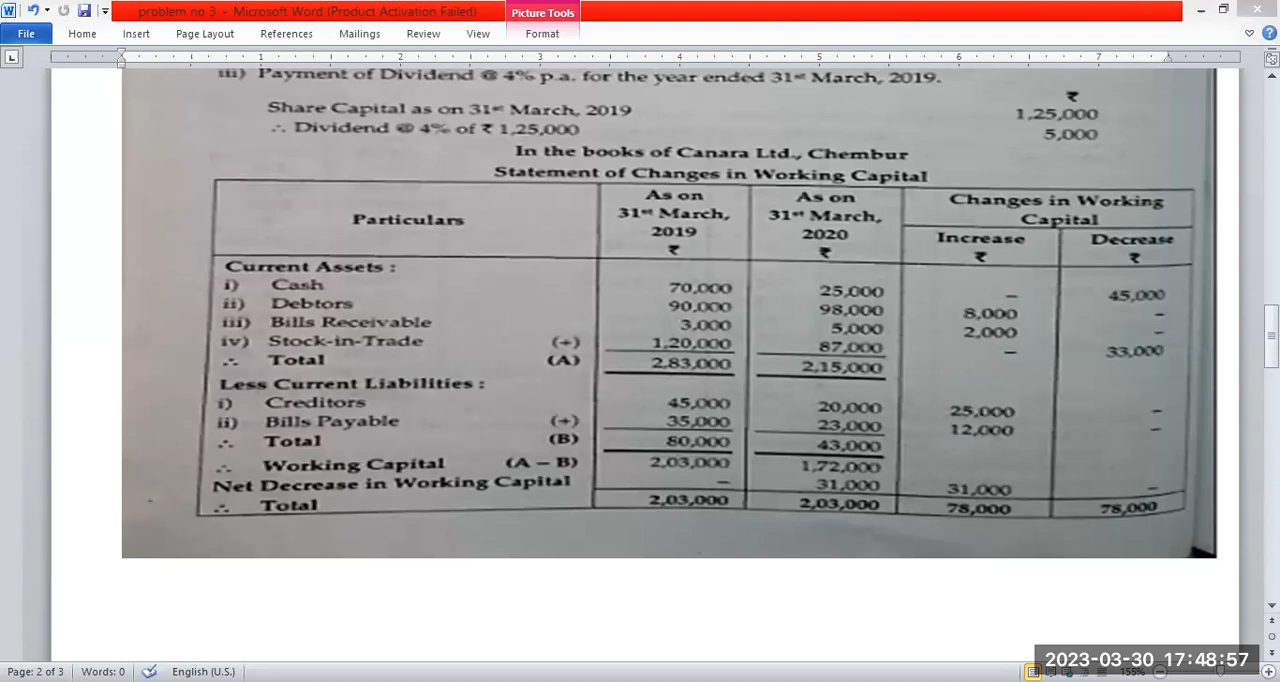 problem no 3 - Microsoft Word (Product Activation Failed)
Picture Tools
File Home Insert Page Layout References Mailings Review View Format
1 2 3 4 5 6 7
iii) Payment of Dividend @ 4% p.a. for the year ended 31st March, 2019.
₹
Share Capital as on 31st March, 2019 1,25,000
∴ Dividend @ 4% of ₹ 1,25,000 5,000
In the books of Canara Ltd., Chembur
Statement of Changes in Working Capital
Particulars As on 31st March, 2019 ₹ As on 31st March, 2020 ₹ Changes in Working Capital
Increase ₹ Decrease ₹
Current Assets :
i) Cash 70,000 25,000 – 45,000
ii) Debtors 90,000 98,000 8,000 –
iii) Bills Receivable 3,000 5,000 2,000 –
iv) Stock-in-Trade (+) 1,20,000 87,000 – 33,000
∴ Total (A) 2,83,000 2,15,000
Less Current Liabilities :
i) Creditors 45,000 20,000 25,000 –
ii) Bills Payable (+) 35,000 23,000 12,000 –
∴ Total (B) 80,000 43,000
∴ Working Capital (A – B) 2,03,000 1,72,000
Net Decrease in Working Capital – 31,000 31,000 –
∴ Total 2,03,000 2,03,000 78,000 78,000
2023-03-30 17:48:57
Page: 2 of 3 Words: 0 English (U.S.) 155%